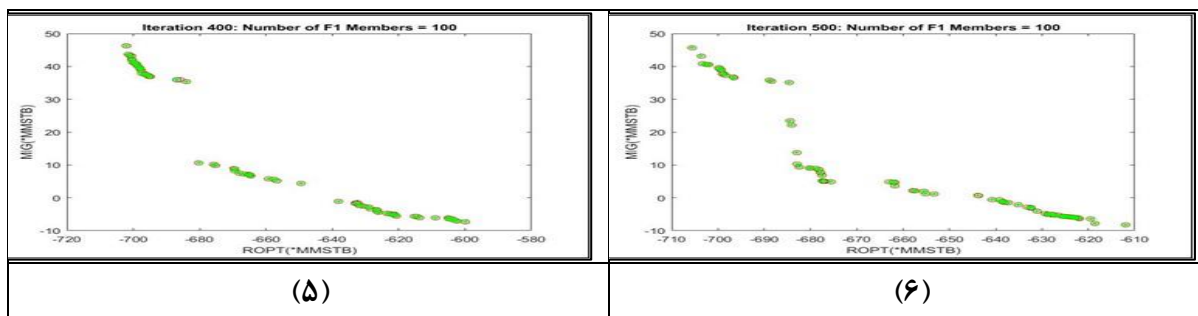 Iteration 400: Number of F1 Members = 100
50
40
30
20
10
0
-10
MIG(*MMSTB)
-720 -700 -680 -660 -640 -620 -600 -580
ROPT(*MMSTB)
(۵)
Iteration 500: Number of F1 Members = 100
50
40
30
20
10
0
-10
MIG(*MMSTB)
-710 -700 -690 -680 -670 -660 -650 -640 -630 -620 -610
ROPT(*MMSTB)
(۶)